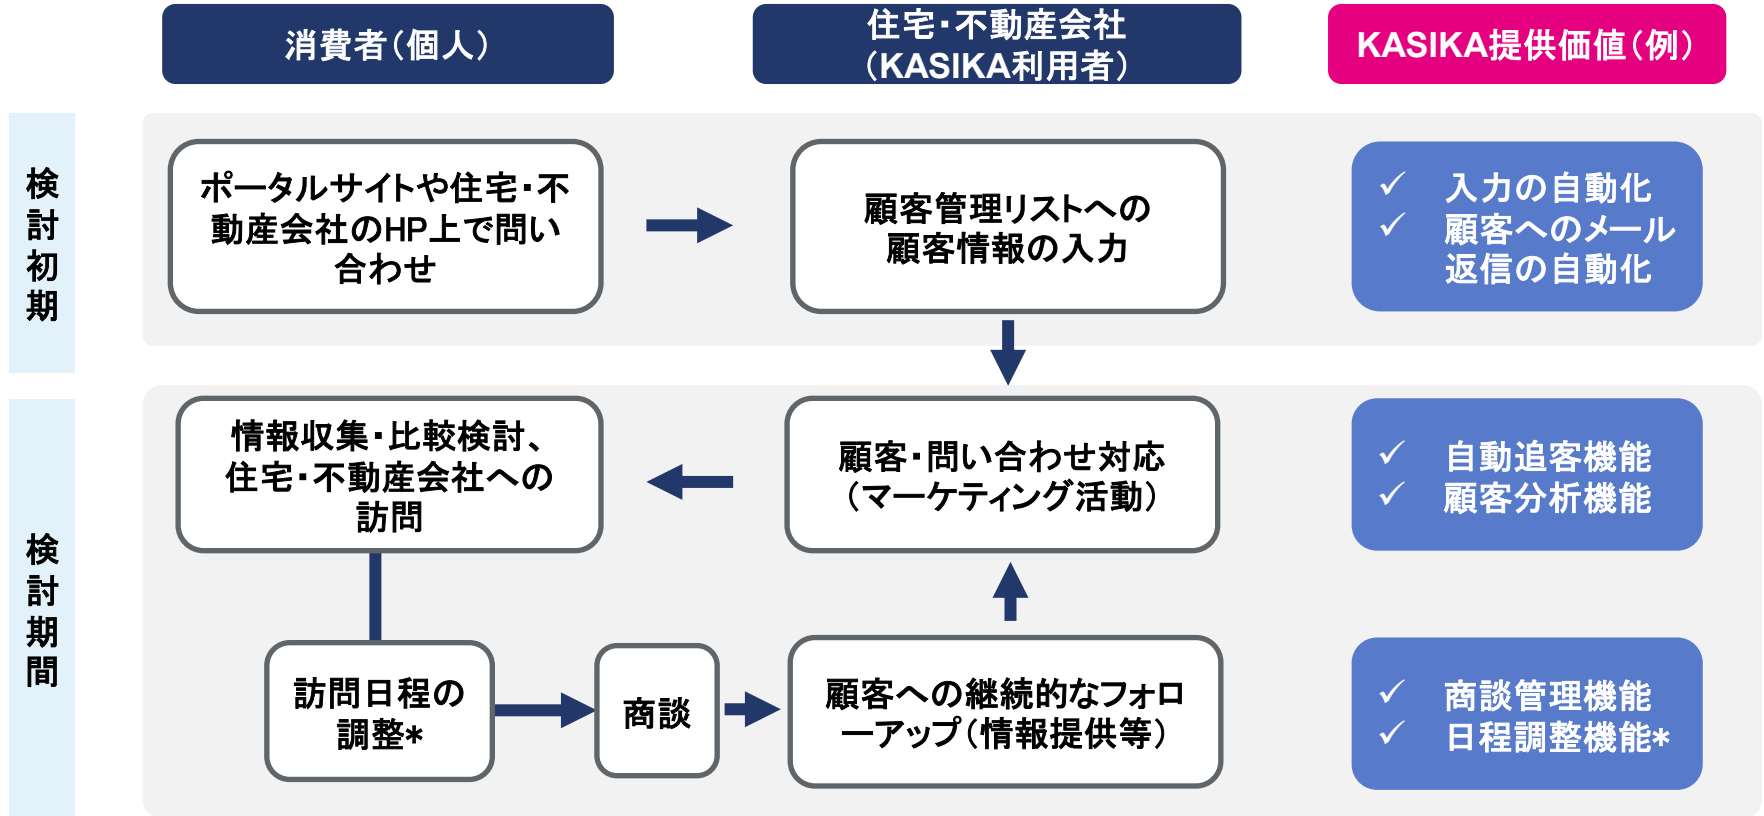 消費者（個人）
住宅・不動産会社
（KASIKA利用者）
KASIKA提供価値（例）
検討初期
ポータルサイトや住宅・不
動産会社のHP上で問い
合わせ
顧客管理リストへの
顧客情報の入力
✓ 入力の自動化
✓ 顧客へのメール
返信の自動化
検討期間
情報収集・比較検討、
住宅・不動産会社への
訪問
顧客・問い合わせ対応
（マーケティング活動）
✓ 自動追客機能
✓ 顧客分析機能
訪問日程の
調整*
商談
顧客への継続的なフォロ
ーアップ（情報提供等）
✓ 商談管理機能
✓ 日程調整機能*